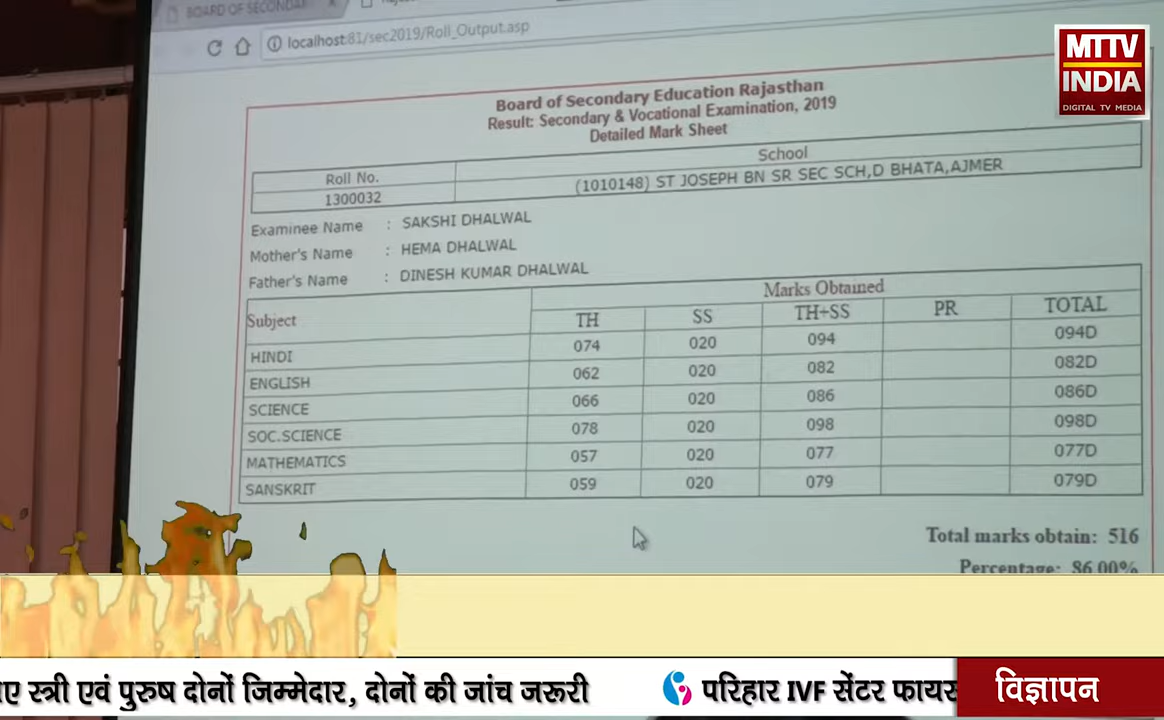 BOARD OF SECONDAR
localhost:81/sec2019/Roll_Output.asp
MTTV
INDIA
DIGITAL TV MEDIA
Board of Secondary Education Rajasthan
Result: Secondary & Vocational Examination, 2019
Detailed Mark Sheet
Roll No. School
1300032 (1010148) ST JOSEPH BN SR SEC SCH,D BHATA,AJMER
Examinee Name : SAKSHI DHALWAL
Mother's Name : HEMA DHALWAL
Father's Name : DINESH KUMAR DHALWAL
Marks Obtained
Subject TH SS TH+SS PR TOTAL
HINDI 074 020 094 094D
ENGLISH 062 020 082 082D
SCIENCE 066 020 086 086D
SOC.SCIENCE 078 020 098 098D
MATHEMATICS 057 020 077 077D
SANSKRIT 059 020 079 079D
Total marks obtain: 516
Percentage: 86.00%
ए स्त्री एवं पुरुष दोनों जिम्मेदार, दोनों की जांच जरूरी परिहार IVF सेंटर फायस विज्ञापन